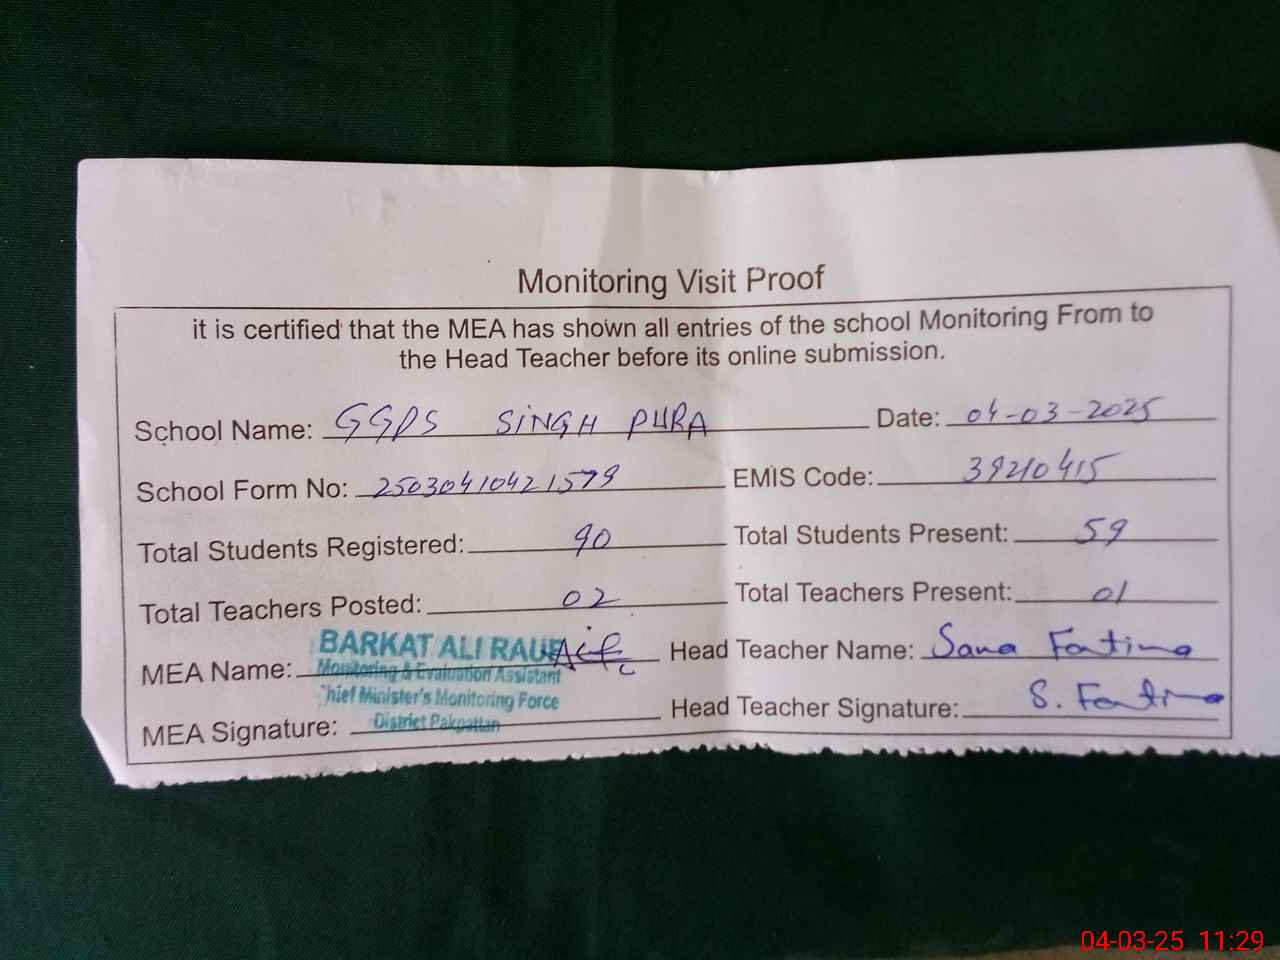 Monitoring Visit Proof
it is certified that the MEA has shown all entries of the school Monitoring From to
the Head Teacher before its online submission.
School Name: GGPS SINGH PURA Date: 04-03-2025
School Form No: 25030410421579 EMIS Code: 39210415
Total Students Registered: 90 Total Students Present: 59
Total Teachers Posted: 02 Total Teachers Present: 01
BARKAT ALI RAUF
MEA Name: Head Teacher Name: Sana Fatima
Monitoring & Evaluation Assistant
Chief Minister's Monitoring Force
MEA Signature: Head Teacher Signature: S. Fatima
District Pakpattan
04-03-25 11:29